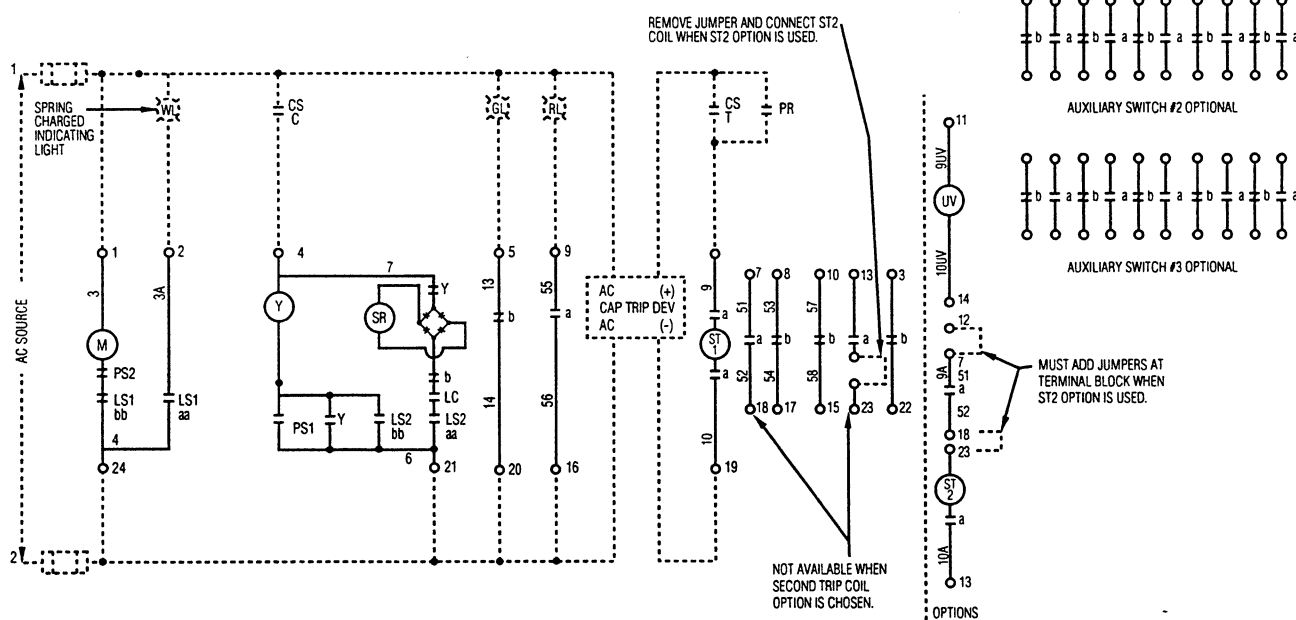 REMOVE JUMPER AND CONNECT ST2
COIL WHEN ST2 OPTION IS USED.
b a b a b a b a b a
AUXILIARY SWITCH #2 OPTIONAL
b a b a b a b a b a
AUXILIARY SWITCH #3 OPTIONAL
1
SPRING
CHARGED
INDICATING
LIGHT
WL
CS
C
GL
RL
CS
T
PR
AC SOURCE
1
2
4
5
9
3
3A
7
13
55
M
PS2
LS1
bb
LS1
aa
4
24
Y
SR
Y
b
LC
LS2
aa
PS1
Y
LS2
bb
6
21
b
14
20
a
56
16
AC (+)
CAP TRIP DEV
AC (-)
9
a
ST
1
a
10
19
7
8
10
13
3
51
53
57
a
b
b
a
b
52
54
58
18
17
15
23
22
NOT AVAILABLE WHEN
SECOND TRIP COIL
OPTION IS CHOSEN.
2
11
9UV
UV
10UV
14
12
7
9A
51
a
52
18
23
ST
2
a
10A
13
MUST ADD JUMPERS AT
TERMINAL BLOCK WHEN
ST2 OPTION IS USED.
OPTIONS